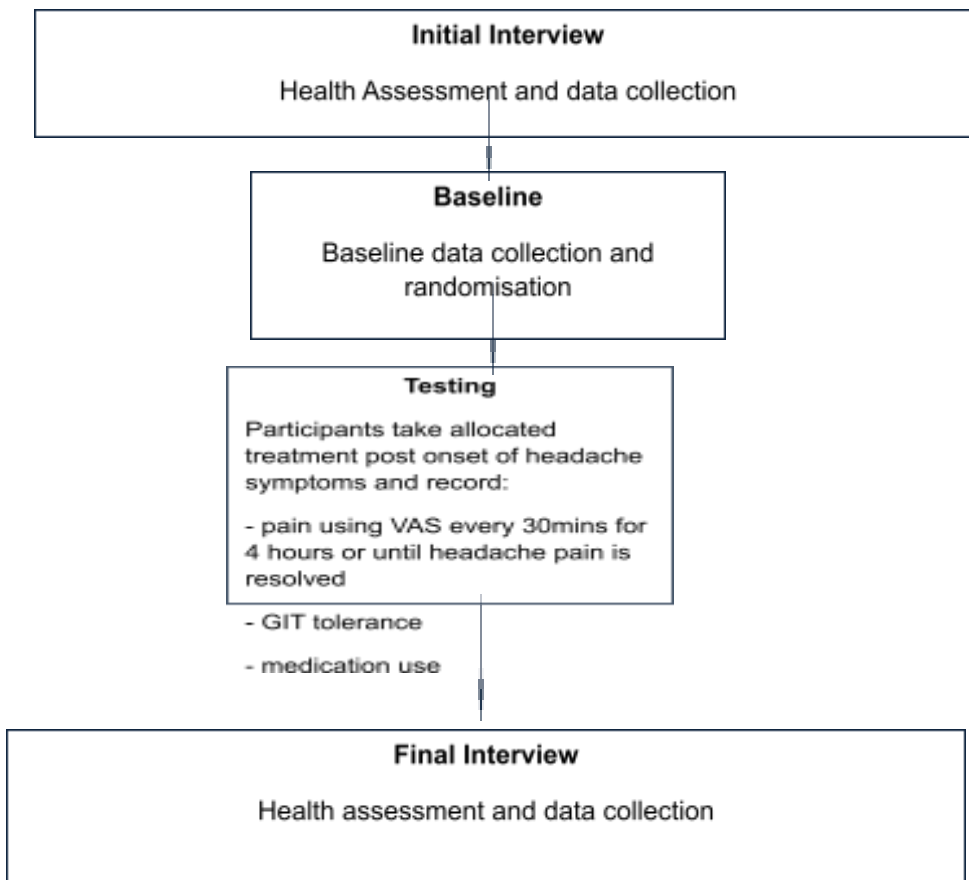 Initial Interview
Health Assessment and data collection
Baseline
Baseline data collection and
randomisation
Testing
Participants take allocated
treatment post onset of headache
symptoms and record:
- pain using VAS every 30mins for
4 hours or until headache pain is
resolved
- GIT tolerance
- medication use
Final Interview
Health assessment and data collection